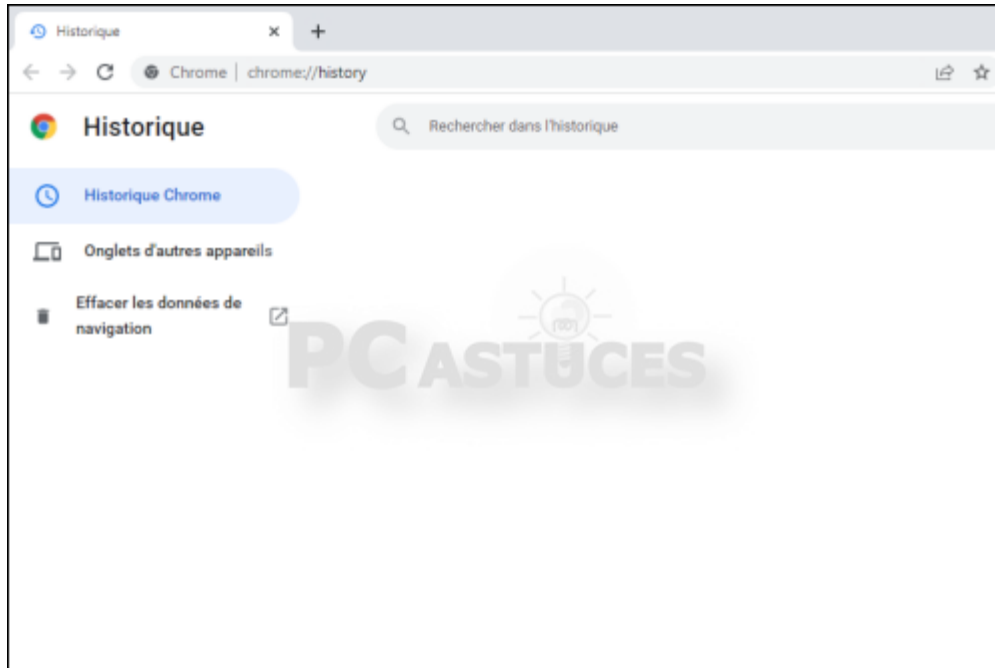 Historique
Chrome | chrome://history
Historique
Rechercher dans l'historique
Historique Chrome
Onglets d'autres appareils
Effacer les données de
navigation
PC ASTUCES